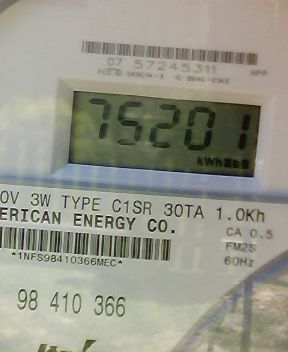 07 57245311
75201
kWh
0V 3W TYPE C1SR 30TA 1.0Kh
ERICAN ENERGY CO.
CA 0.5
FM2S
60Hz
*1NFS98410366MEC*
98 410 366